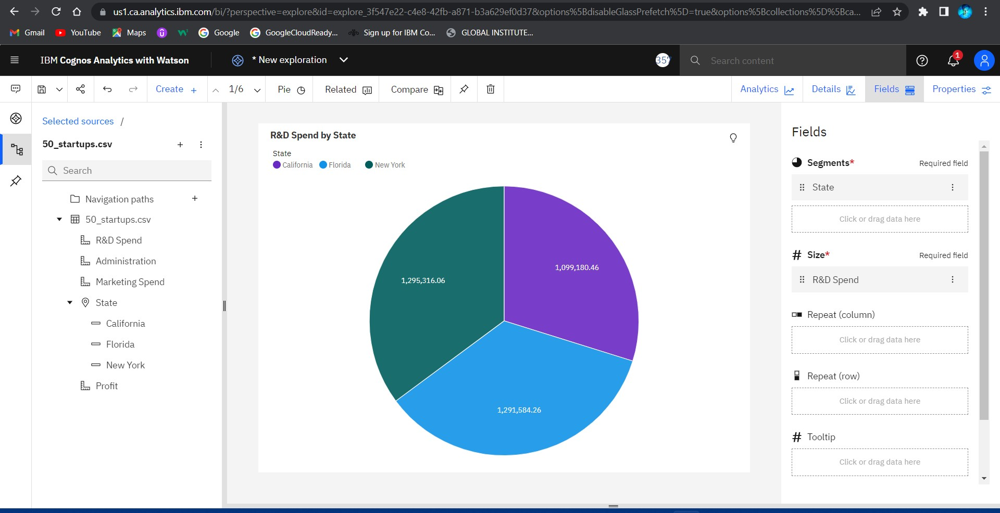 us1.ca.analytics.ibm.com/bi/?perspective=explore&id=explore_3f547e22-c4e8-42fb-a871-b3a629ef0d37&options%5BdisableGlassPrefetch%5D=true&options%5Bcollections%5D%5Bca...
Gmail YouTube Maps Google GoogleCloudReady... Sign up for IBM Co... GLOBAL INSTITUTE...
IBM Cognos Analytics with Watson * New exploration 357 Search content 1
Create + 1/6 Pie Related Compare Analytics Details Fields Properties
Selected sources /
50_startups.csv
Search
Navigation paths
50_startups.csv
R&D Spend
Administration
Marketing Spend
State
California
Florida
New York
Profit
R&D Spend by State
State
California Florida New York
1,099,180.46
1,295,316.06
1,291,584.26
Fields
Segments* Required field
State
Click or drag data here
# Size* Required field
R&D Spend
Repeat (column)
Click or drag data here
Repeat (row)
Click or drag data here
# Tooltip
Click or drag data here